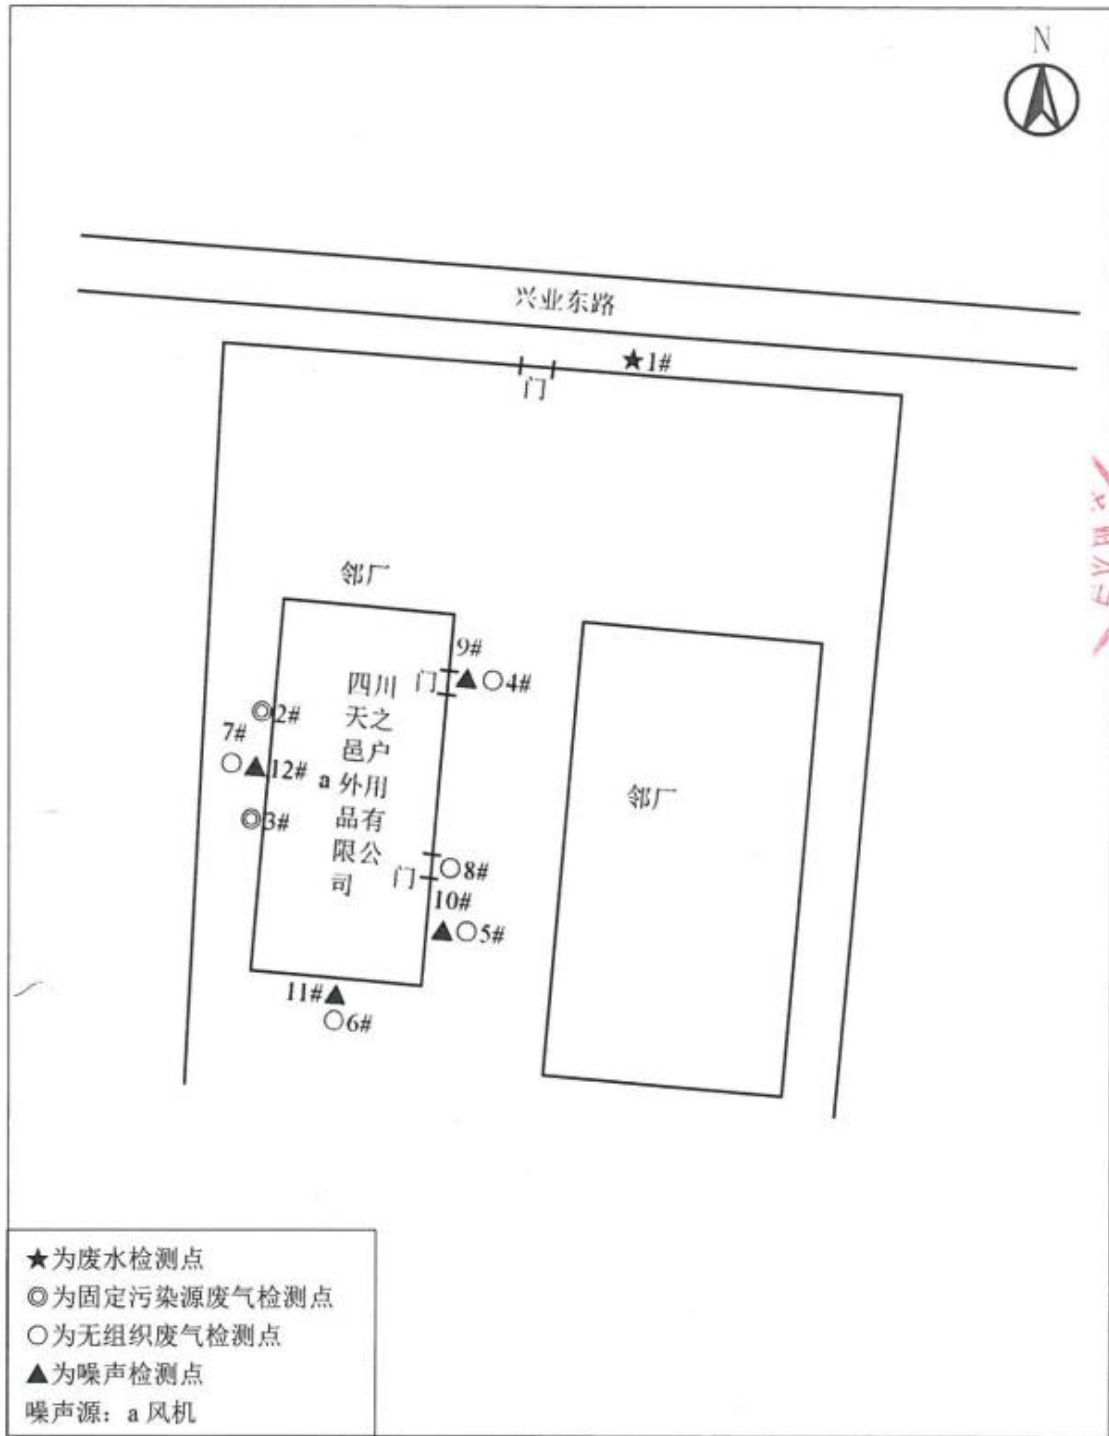 N
兴业东路
1#
门
邻厂
9#
门
4#
四川
天之
邑户
外用
品有
限公
司
2#
7#
12#
a
邻厂
3#
8#
门
10#
5#
11#
6#
★为废水检测点
◎为固定污染源废气检测点
○为无组织废气检测点
▲为噪声检测点
噪声源：a 风机